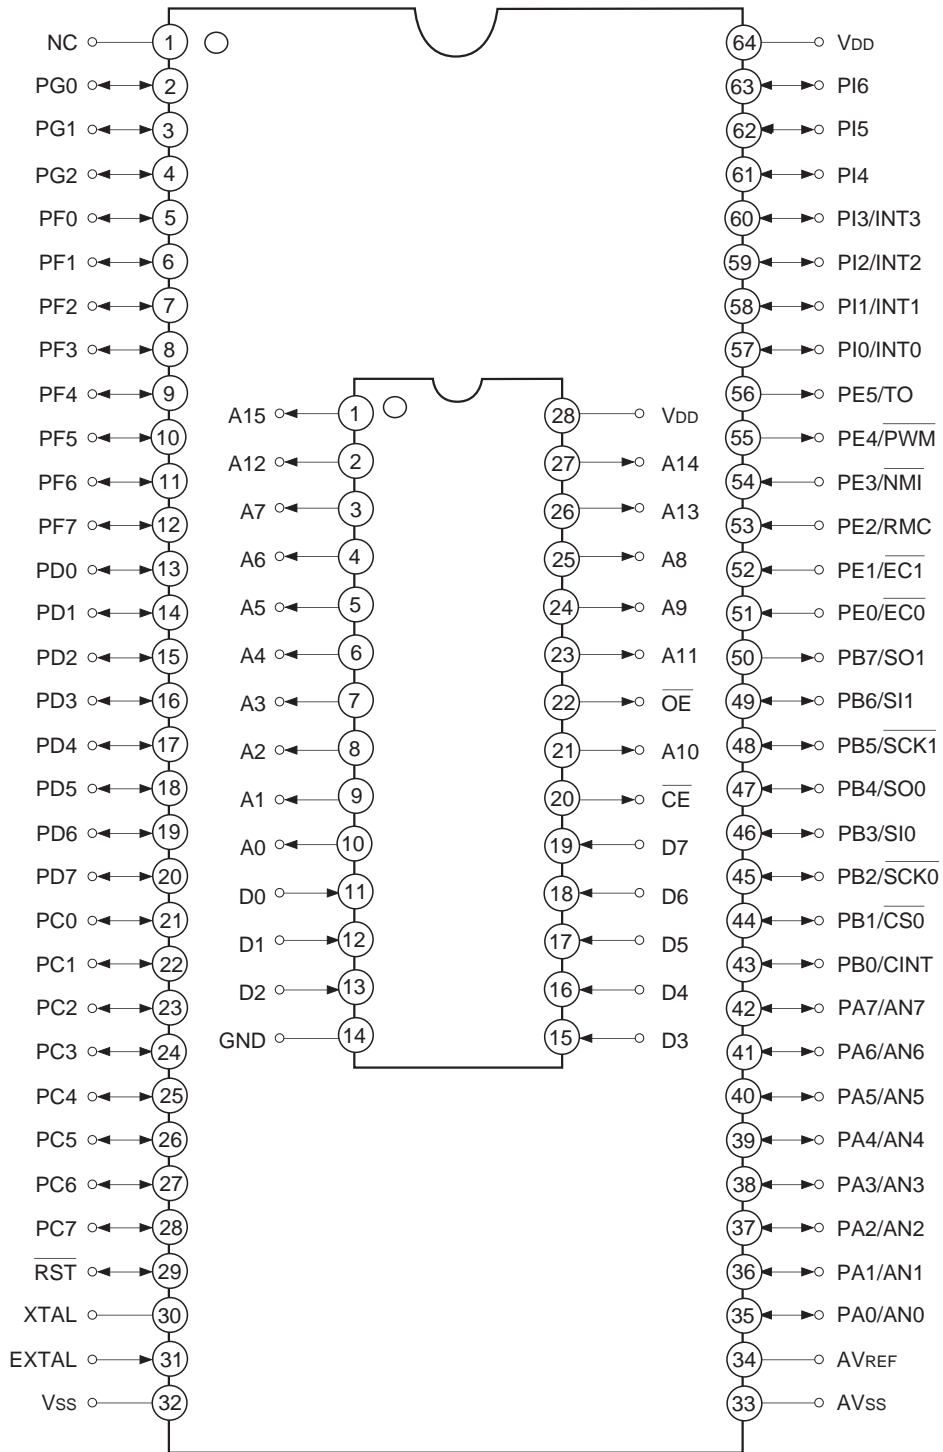 NC 1 64 VDD
PG0 2 63 PI6
PG1 3 62 PI5
PG2 4 61 PI4
PF0 5 60 PI3/INT3
PF1 6 59 PI2/INT2
PF2 7 58 PI1/INT1
PF3 8 57 PI0/INT0
PF4 9 56 PE5/TO
A15 1 28 VDD
PF5 10 55 PE4/P̅W̅M̅
A12 2 27 A14
PF6 11 54 PE3/N̅M̅I̅
A7 3 26 A13
PF7 12 53 PE2/RMC
A6 4 25 A8
PD0 13 52 PE1/E̅C̅1̅
A5 5 24 A9
PD1 14 51 PE0/E̅C̅0̅
A4 6 23 A11
PD2 15 50 PB7/SO1
A3 7 22 O̅E̅
PD3 16 49 PB6/SI1
PD4 17 48 PB5/S̅C̅K̅1̅
A2 8 21 A10
PD5 18 47 PB4/SO0
A1 9 20 C̅E̅
PD6 19 46 PB3/SI0
A0 10 19 D7
PD7 20 45 PB2/S̅C̅K̅0̅
D0 11 18 D6
PC0 21 44 PB1/C̅S̅0̅
D1 12 17 D5
PC1 22 43 PB0/CINT
D2 13 16 D4
PC2 23 42 PA7/AN7
GND 14 15 D3
PC3 24 41 PA6/AN6
PC4 25 40 PA5/AN5
PC5 26 39 PA4/AN4
PC6 27 38 PA3/AN3
PC7 28 37 PA2/AN2
R̅S̅T̅ 29 36 PA1/AN1
XTAL 30 35 PA0/AN0
EXTAL 31 34 AVREF
Vss 32 33 AVss